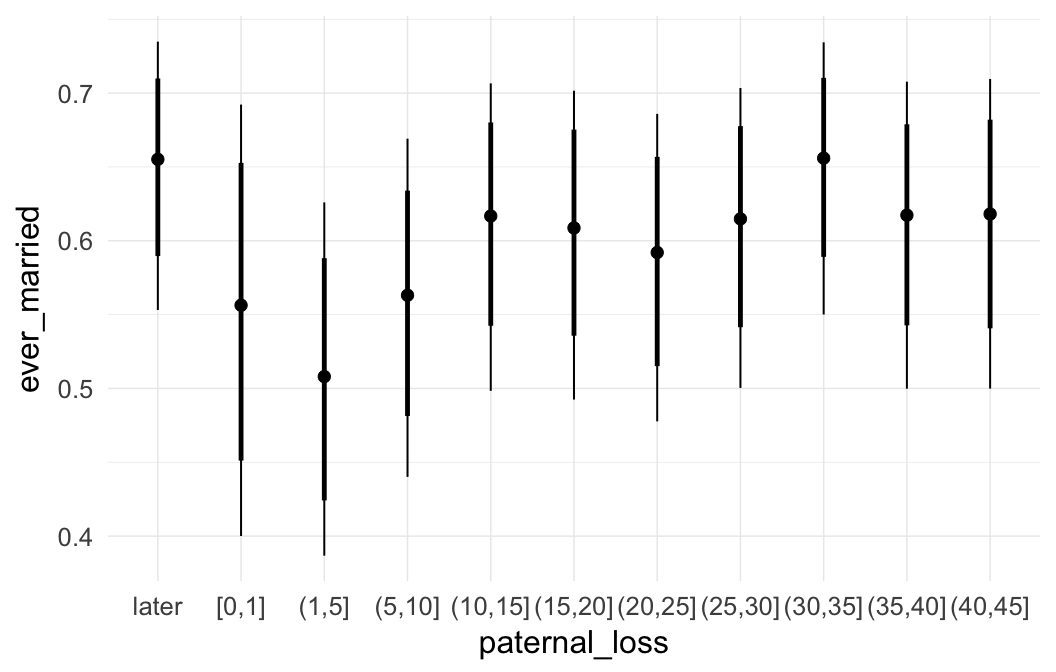 ever_married
0.7
0.6
0.5
0.4
later [0,1] (1,5] (5,10] (10,15] (15,20] (20,25] (25,30] (30,35] (35,40] (40,45]
paternal_loss